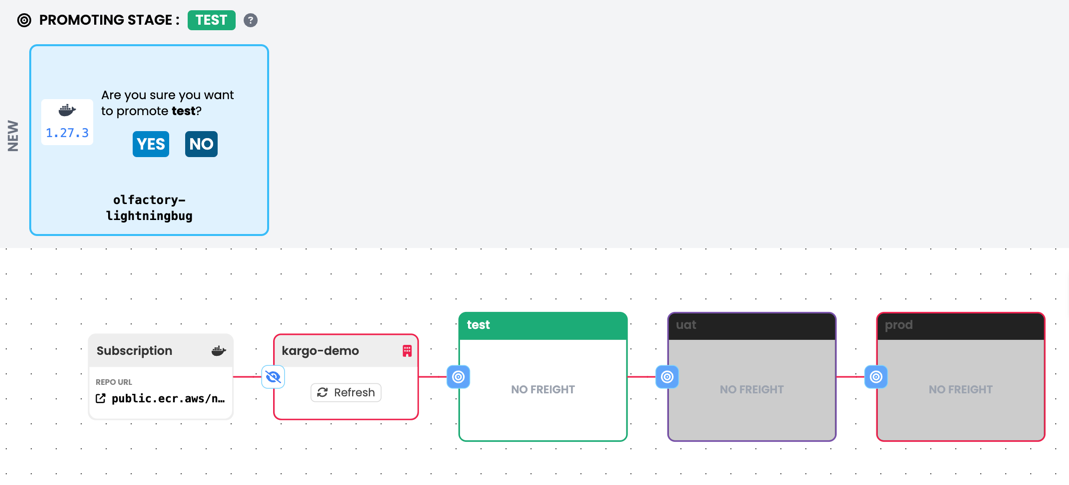 PROMOTING STAGE : TEST ?
NEW
Are you sure you want
to promote test?
1.27.3
YES NO
olfactory-
lightningbug
Subscription
REPO URL
public.ecr.aws/n...
kargo-demo
Refresh
test
NO FREIGHT
uat
NO FREIGHT
prod
NO FREIGHT